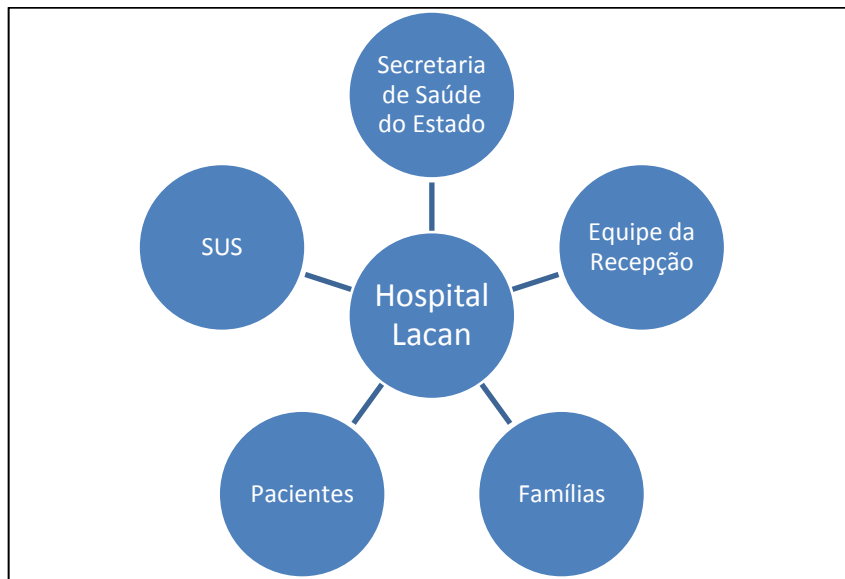 Secretaria
de Saúde
do Estado
SUS
Equipe da
Recepção
Hospital
Lacan
Pacientes
Famílias